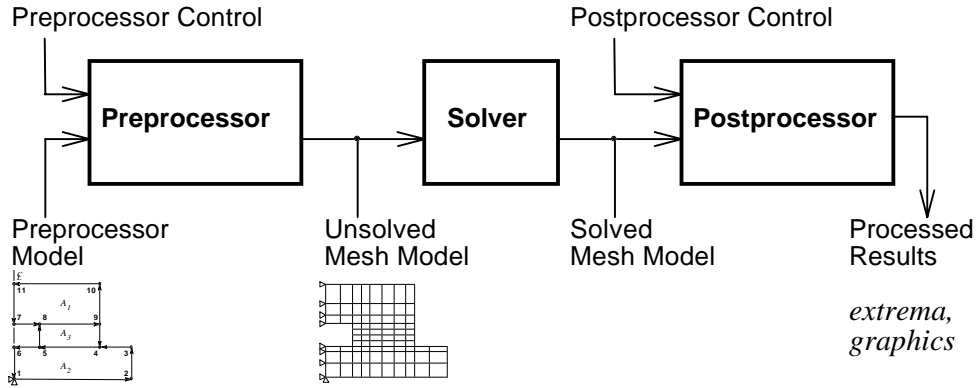 Preprocessor Control
Postprocessor Control
Preprocessor
Solver
Postprocessor
Preprocessor
Model
Unsolved
Mesh Model
Solved
Mesh Model
Processed
Results
extrema,
graphics
£
11 10
A1
7 8 9
A3
6 5 4 3
A2
1 2